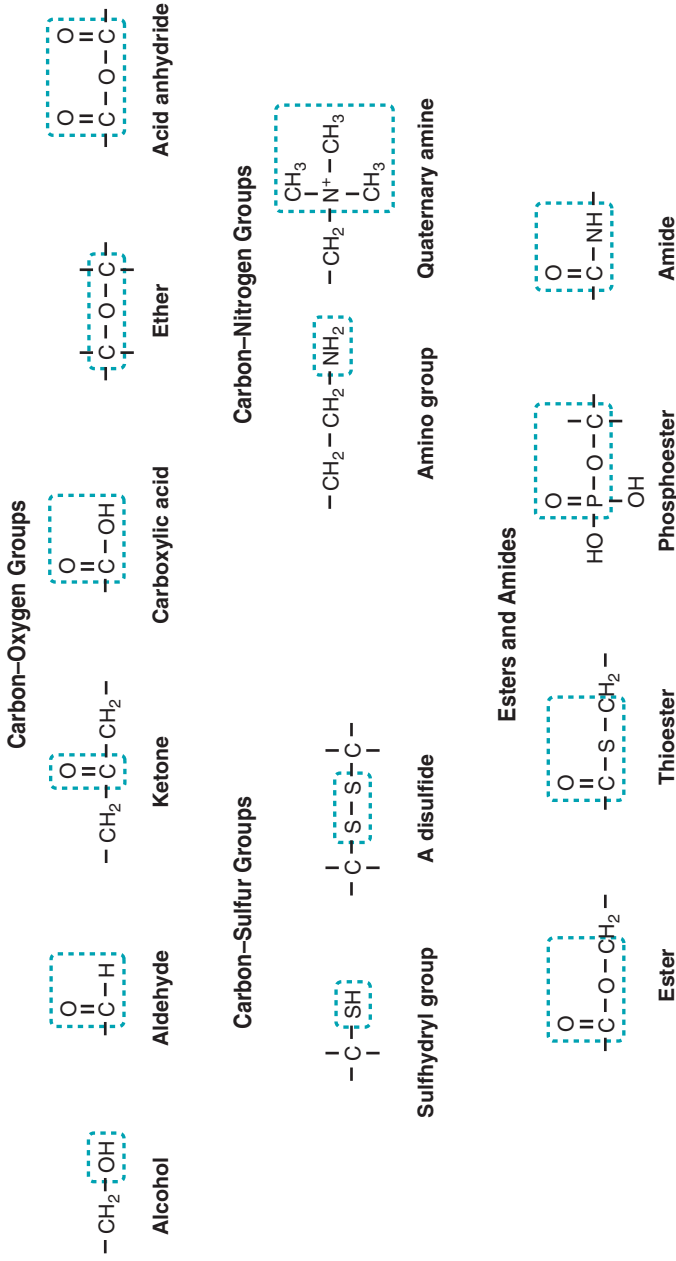 Carbon–Oxygen Groups
O
O O O O O
= = = = =
– CH₂ – OH – C – H – CH₂ – C – CH₂ – – C – OH – C – O – C – – C – O – C –
Alcohol Aldehyde Ketone Carboxylic acid Ether Acid anhydride
Carbon–Sulfur Groups Carbon–Nitrogen Groups
CH₃
– C – SH – C – S – S – C – – CH₂ – CH₂ – NH₂ – CH₂ – N⁺ – CH₃
CH₃
Sulfhydryl group A disulfide Amino group Quaternary amine
Esters and Amides
O O O O
= = = =
– C – O – CH₂ – – C – S – CH₂ – HO – P – O – C – – C – NH –
OH
Ester Thioester Phosphoester Amide